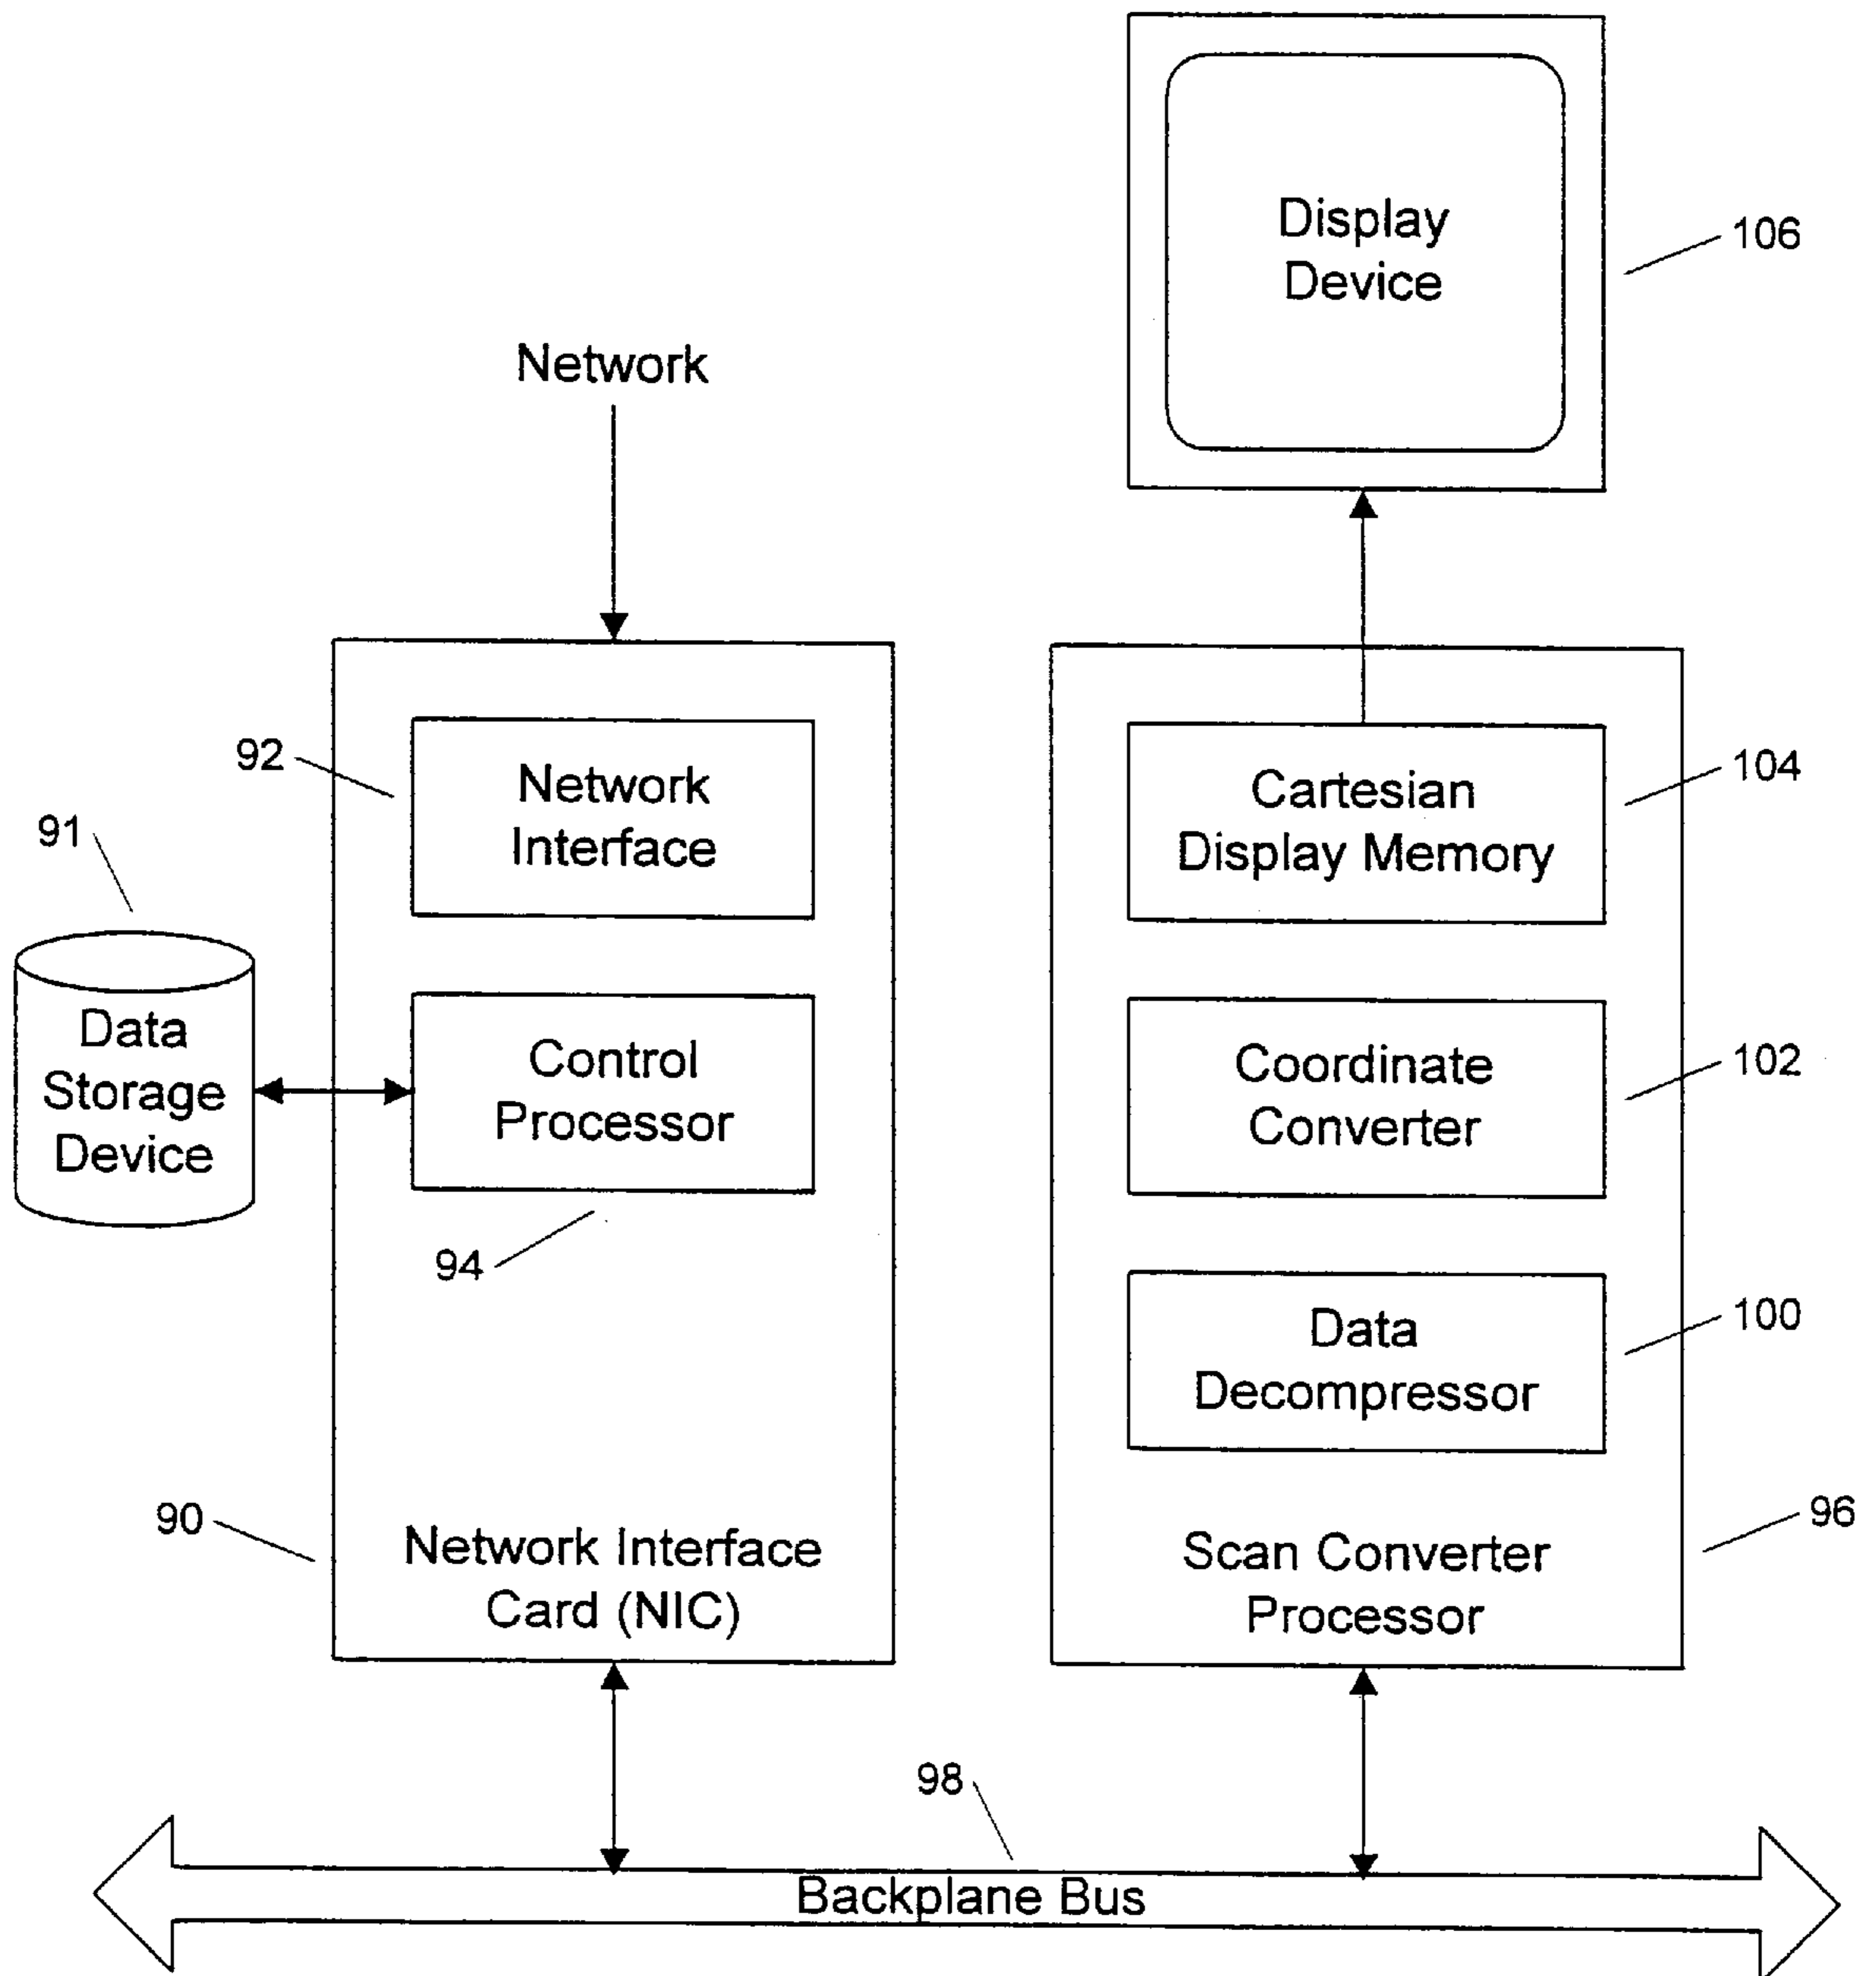 Display
Device
106
Network
92
Network
Interface
Cartesian
Display Memory
104
91
Data
Storage
Device
Control
Processor
94
Coordinate
Converter
102
Data
Decompressor
100
90
Network Interface
Card (NIC)
Scan Converter
Processor
96
98
Backplane Bus